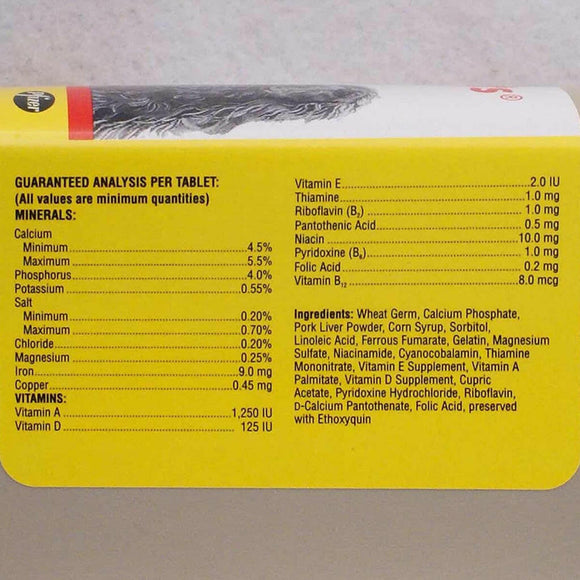 Pfizer
S®
GUARANTEED ANALYSIS PER TABLET:
(All values are minimum quantities)
MINERALS:
Calcium
Minimum 4.5%
Maximum 5.5%
Phosphorus 4.0%
Potassium 0.55%
Salt
Minimum 0.20%
Maximum 0.70%
Chloride 0.20%
Magnesium 0.25%
Iron 9.0 mg
Copper 0.45 mg
VITAMINS:
Vitamin A 1,250 IU
Vitamin D 125 IU
Vitamin E 2.0 IU
Thiamine 1.0 mg
Riboflavin (B₂) 1.0 mg
Pantothenic Acid 0.5 mg
Niacin 10.0 mg
Pyridoxine (B₆) 1.0 mg
Folic Acid 0.2 mg
Vitamin B₁₂ 8.0 mcg
Ingredients: Wheat Germ, Calcium Phosphate,
Pork Liver Powder, Corn Syrup, Sorbitol,
Linoleic Acid, Ferrous Fumarate, Gelatin, Magnesium
Sulfate, Niacinamide, Cyanocobalamin, Thiamine
Mononitrate, Vitamin E Supplement, Vitamin A
Palmitate, Vitamin D Supplement, Cupric
Acetate, Pyridoxine Hydrochloride, Riboflavin,
D-Calcium Pantothenate, Folic Acid, preserved
with Ethoxyquin